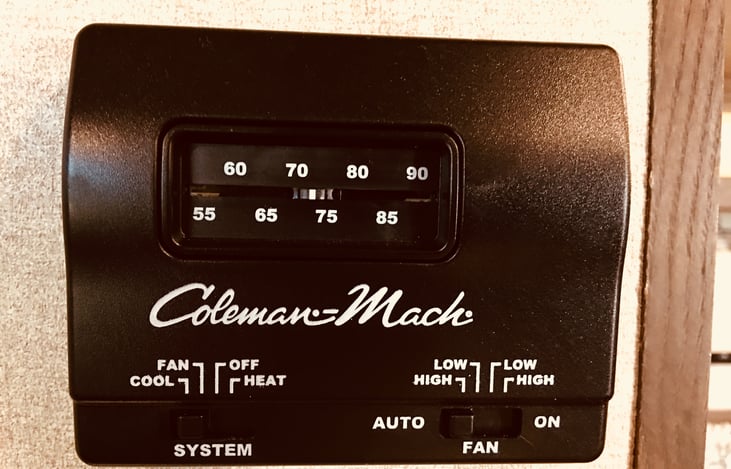 60 70 80 90
55 65 75 85
Coleman-Mach
FAN OFF LOW LOW
COOL HEAT HIGH HIGH
AUTO ON
SYSTEM FAN